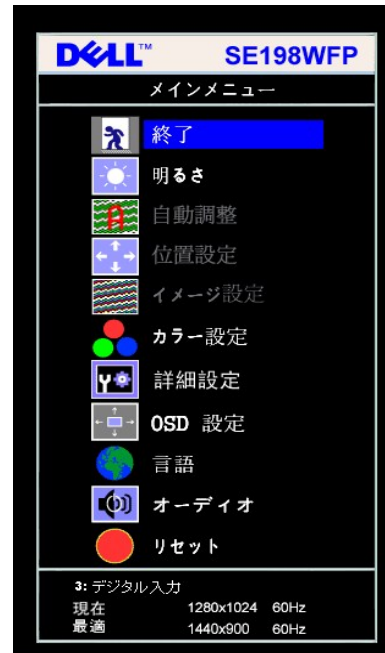 DELL™ SE198WFP
メインメニュー
終了
明るさ
自動調整
位置設定
イメージ設定
カラー設定
詳細設定
OSD 設定
言語
オーディオ
リセット
3: デジタル入力
現在 1280x1024 60Hz
最適 1440x900 60Hz